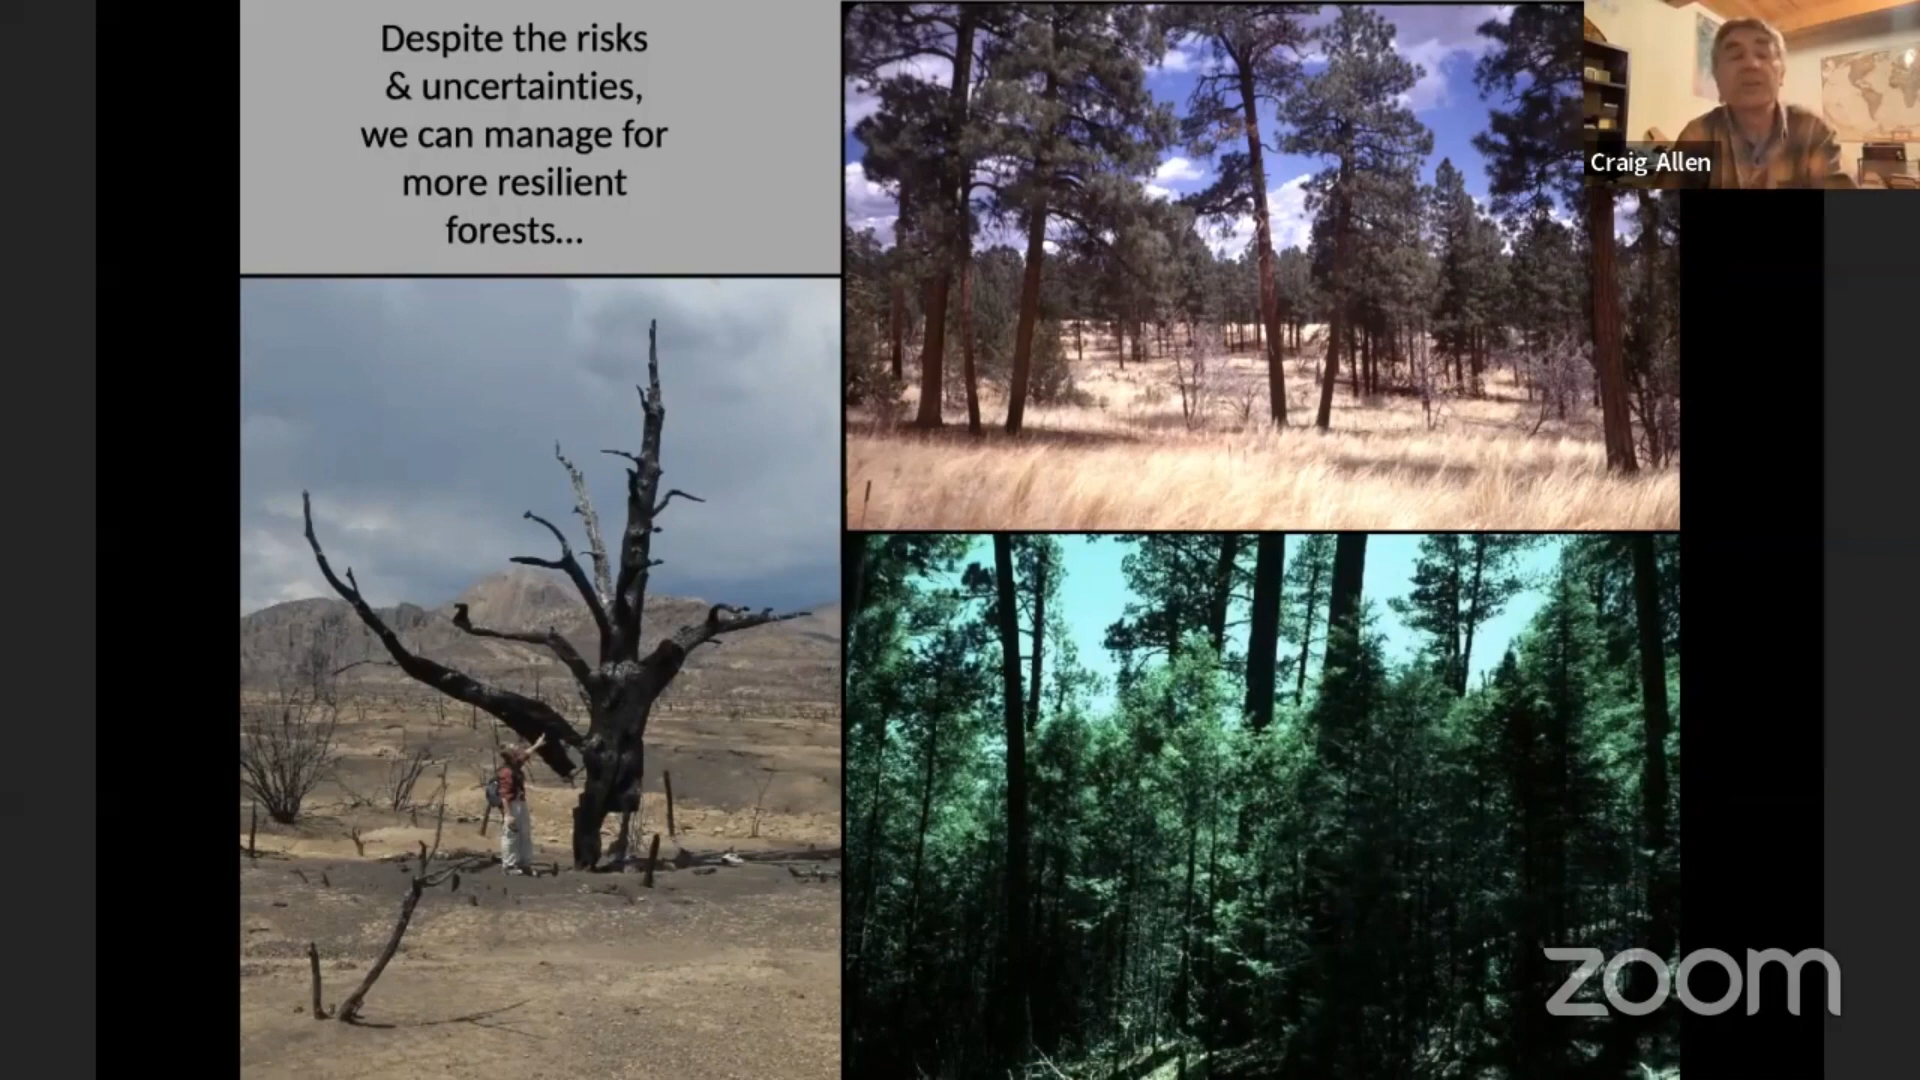 Despite the risks
& uncertainties,
we can manage for
more resilient
forests...
Craig Allen
zoom